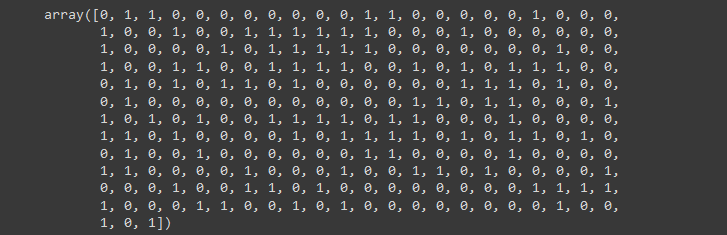 array([0, 1, 1, 0, 0, 0, 0, 0, 0, 0, 0, 1, 1, 0, 0, 0, 0, 0, 1, 0, 0, 0,
1, 0, 0, 1, 0, 0, 1, 1, 1, 1, 1, 1, 0, 0, 0, 1, 0, 0, 0, 0, 0, 0,
1, 0, 0, 0, 0, 1, 0, 1, 1, 1, 1, 1, 0, 0, 0, 0, 0, 0, 0, 0, 0, 0,
1, 0, 0, 1, 1, 0, 0, 1, 1, 1, 1, 0, 0, 1, 0, 1, 0, 1, 1, 1, 0, 0,
0, 1, 0, 1, 0, 1, 1, 0, 1, 0, 0, 0, 0, 0, 0, 1, 1, 1, 0, 1, 0, 0,
0, 1, 0, 0, 0, 0, 0, 0, 0, 0, 0, 0, 0, 1, 1, 0, 1, 1, 0, 0, 0, 1,
1, 0, 1, 0, 1, 0, 1, 1, 1, 1, 0, 1, 1, 0, 0, 0, 0, 1, 0, 0, 0, 0,
1, 1, 0, 1, 0, 0, 0, 0, 1, 0, 1, 1, 1, 1, 0, 1, 0, 1, 1, 0, 1, 0,
0, 1, 0, 0, 1, 0, 0, 0, 0, 0, 0, 1, 1, 0, 0, 0, 0, 1, 0, 0, 0, 0,
1, 1, 0, 0, 0, 0, 1, 0, 0, 0, 1, 0, 0, 1, 1, 0, 1, 0, 0, 0, 0, 1,
0, 0, 0, 1, 0, 0, 1, 1, 0, 1, 0, 0, 0, 0, 0, 0, 0, 0, 1, 1, 1, 1,
1, 0, 0, 0, 1, 1, 0, 0, 1, 0, 1, 0, 0, 0, 0, 0, 0, 0, 0, 1, 0, 0,
1, 0, 1])